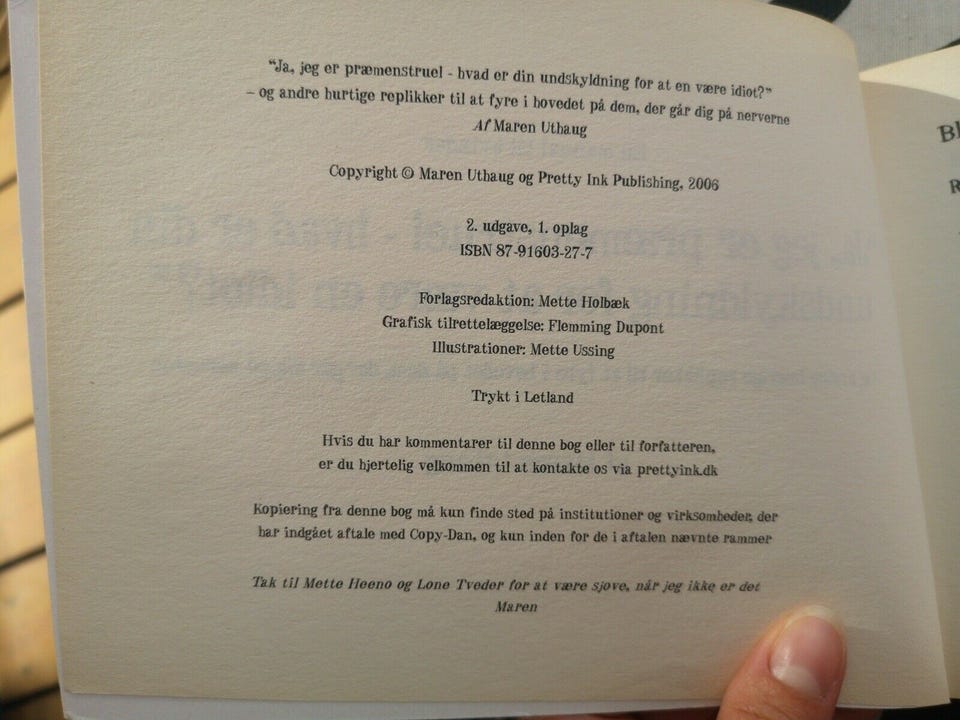 "Ja, jeg er præmenstruel - hvad er din undskyldning for at en være idiot?"
– og andre hurtige replikker til at fyre i hovedet på dem, der går dig på nerverne
Af Maren Uthaug
Copyright © Maren Uthaug og Pretty Ink Publishing, 2006
2. udgave, 1. oplag
ISBN 87-91603-27-7
Forlagsredaktion: Mette Holbæk
Grafisk tilrettelæggelse: Flemming Dupont
Illustrationer: Mette Ussing
Trykt i Letland
Hvis du har kommentarer til denne bog eller til forfatteren,
er du hjertelig velkommen til at kontakte os via prettyink.dk
Kopiering fra denne bog må kun finde sted på institutioner og virksomheder, der
har indgået aftale med Copy-Dan, og kun inden for de i aftalen nævnte rammer
Tak til Mette Heeno og Lone Tveder for at være sjove, når jeg ikke er det
Maren